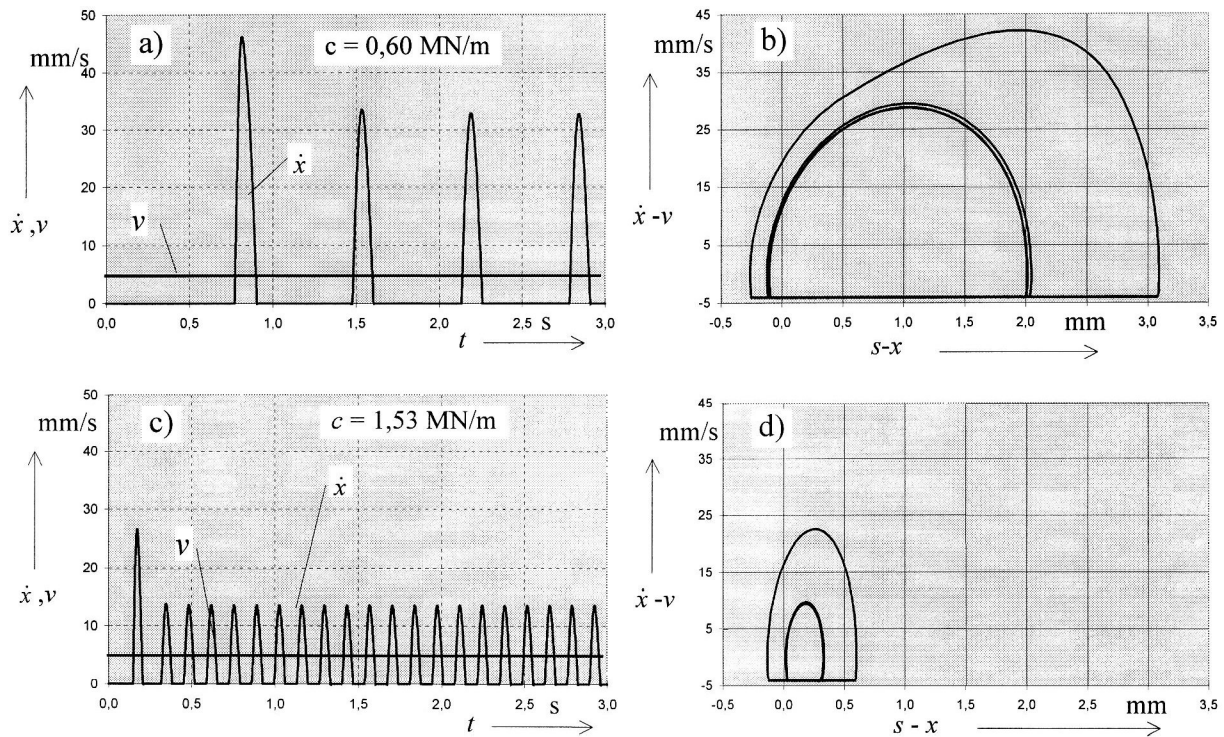 a)
c = 0,60 MN/m
mm/s
50
40
30
20
10
0
ẋ ,v
ẋ
v
0,0 0,5 1,0 1,5 2,0 2,5 s 3,0
t
b)
mm/s
45
35
25
15
5
-5
ẋ -v
-0,5 0,0 0,5 1,0 1,5 2,0 mm 3,0 3,5
s-x
c)
c = 1,53 MN/m
mm/s
50
40
30
20
10
0
ẋ ,v
ẋ
v
0,0 0,5 1,0 1,5 2,0 2,5 s 3,0
t
d)
mm/s
45
35
25
15
5
-5
ẋ -v
-0,5 0,0 0,5 1,0 1,5 2,0 2,5 mm 3,0 3,5
s - x